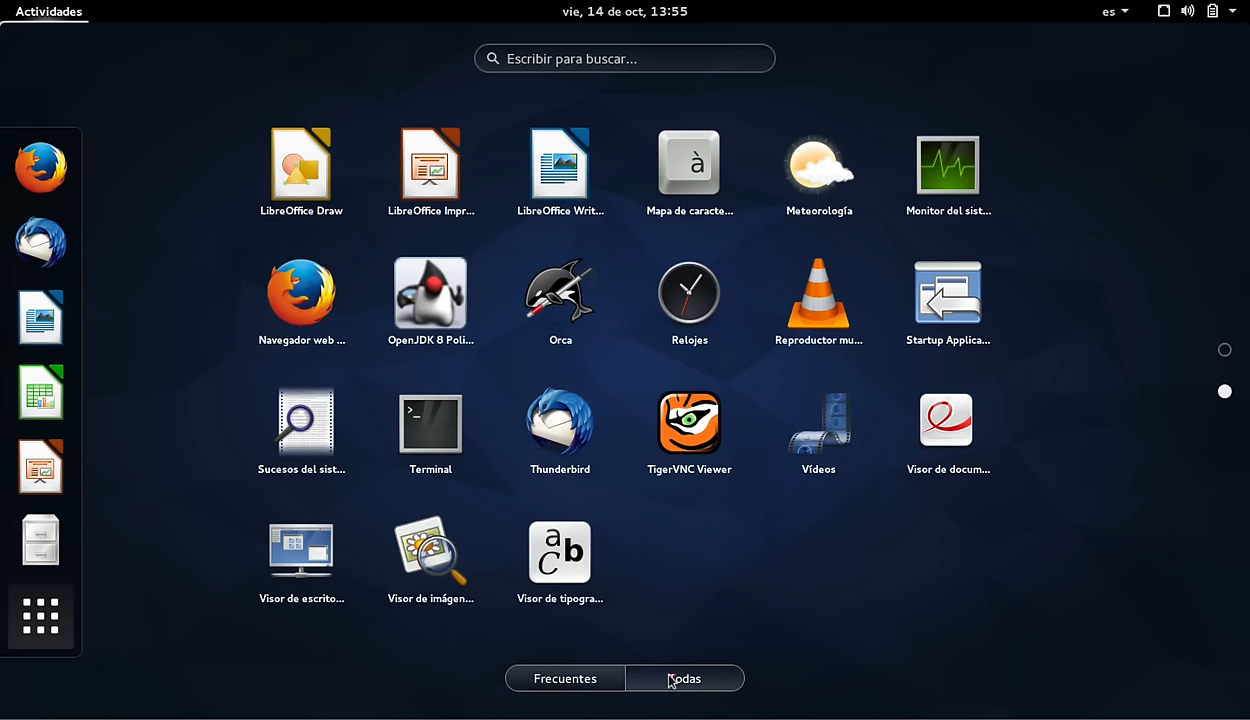 Actividades
vie, 14 de oct, 13:55
es
Escribir para buscar...
LibreOffice Draw
LibreOffice Impr...
LibreOffice Writ...
Mapa de caracte...
Meteorología
Monitor del sist...
Navegador web ...
OpenJDK 8 Poli...
Orca
Relojes
Reproductor mu...
Startup Applica...
Sucesos del sist...
Terminal
Thunderbird
TigerVNC Viewer
Vídeos
Visor de docum...
Visor de escrito...
Visor de imágen...
Visor de tipogra...
Frecuentes
Todas